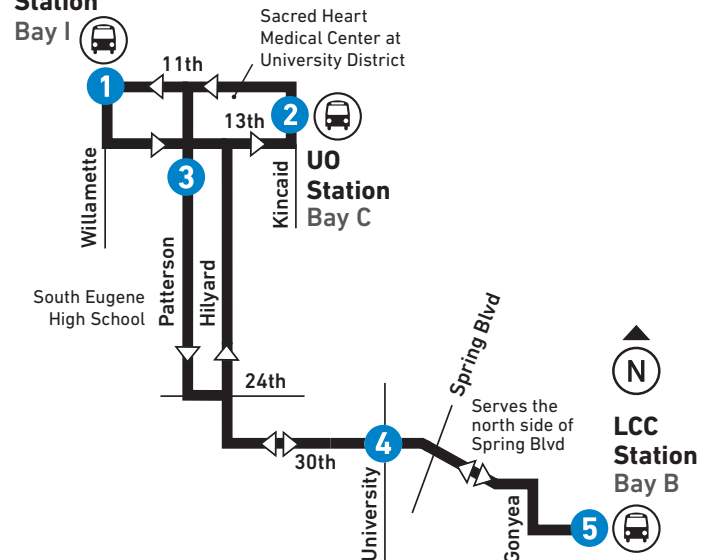 Station
Bay I
Sacred Heart
Medical Center at
University District
11th
1
2
13th
UO
Station
Bay C
3
Willamette
Kincaid
Patterson
Hilyard
South Eugene
High School
24th
Spring Blvd
N
Serves the
north side of
Spring Blvd
LCC
Station
Bay B
4
30th
University
Gonyea
5